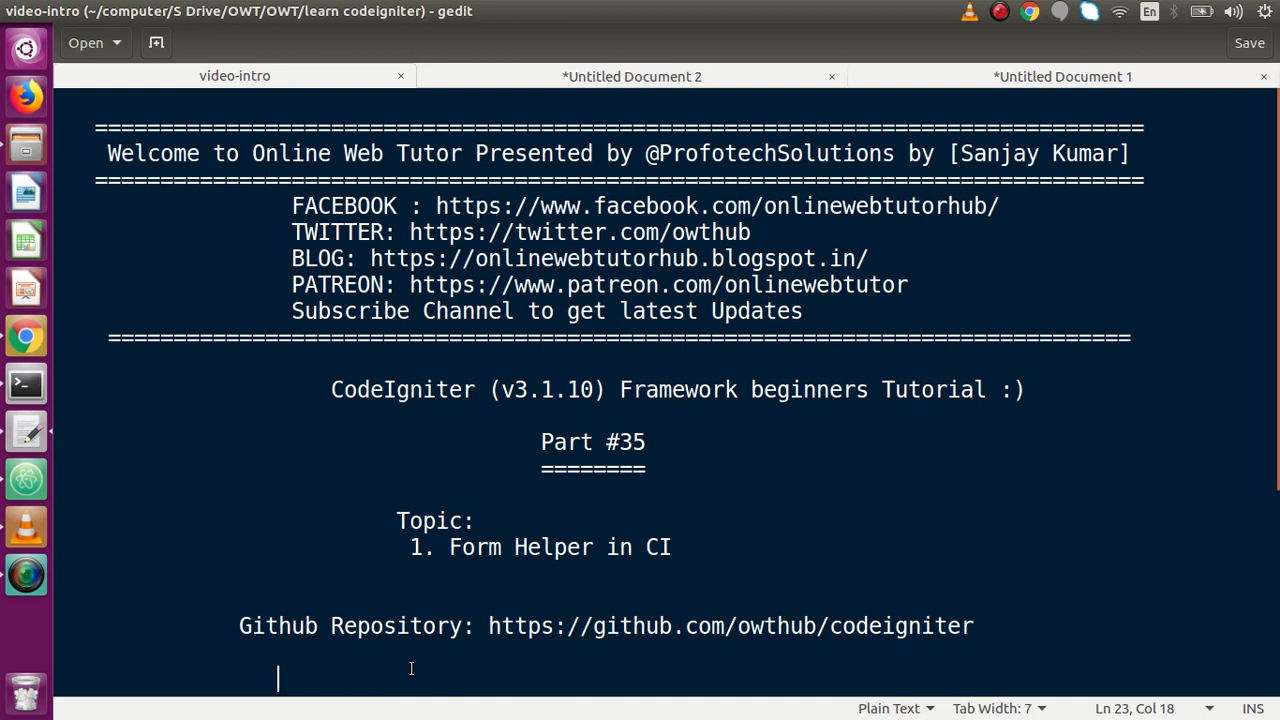 video-intro (~/computer/S Drive/OWT/OWT/learn codeigniter) - gedit
En
Open
Save
video-intro
*Untitled Document 2
*Untitled Document 1
================================================================================
Welcome to Online Web Tutor Presented by @ProfotechSolutions by [Sanjay Kumar]
================================================================================
FACEBOOK : https://www.facebook.com/onlinewebtutorhub/
TWITTER: https://twitter.com/owthub
BLOG: https://onlinewebtutorhub.blogspot.in/
PATREON: https://www.patreon.com/onlinewebtutor
Subscribe Channel to get latest Updates
==============================================================================
CodeIgniter (v3.1.10) Framework beginners Tutorial :)
Part #35
========
Topic:
1. Form Helper in CI
Github Repository: https://github.com/owthub/codeigniter
Plain Text Tab Width: 7 Ln 23, Col 18 INS